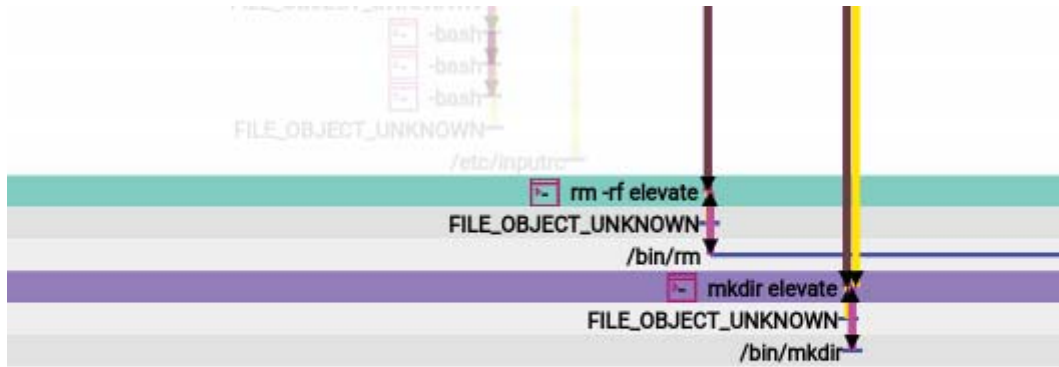 -bash
-bash
-bash
FILE_OBJECT_UNKNOWN
/etc/inputrc
rm -rf elevate
FILE_OBJECT_UNKNOWN
/bin/rm
mkdir elevate
FILE_OBJECT_UNKNOWN
/bin/mkdir